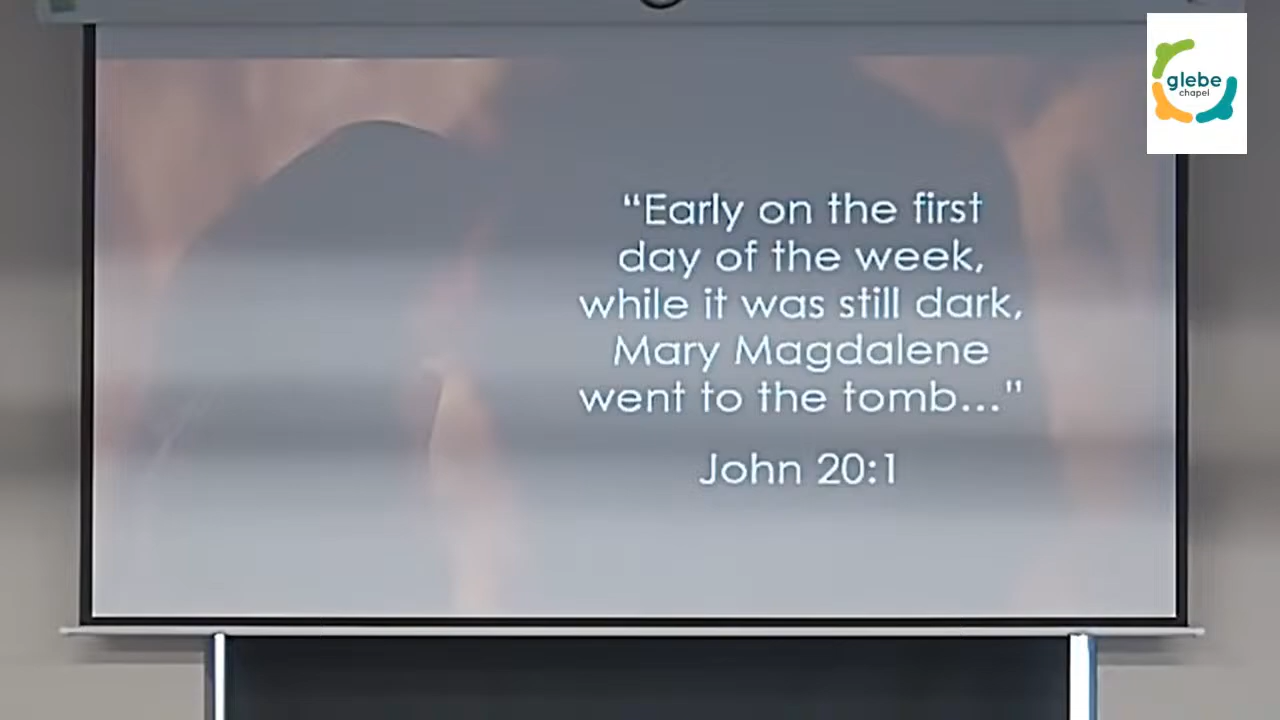 glebe
chapel
“Early on the first
day of the week,
while it was still dark,
Mary Magdalene
went to the tomb..."
John 20:1